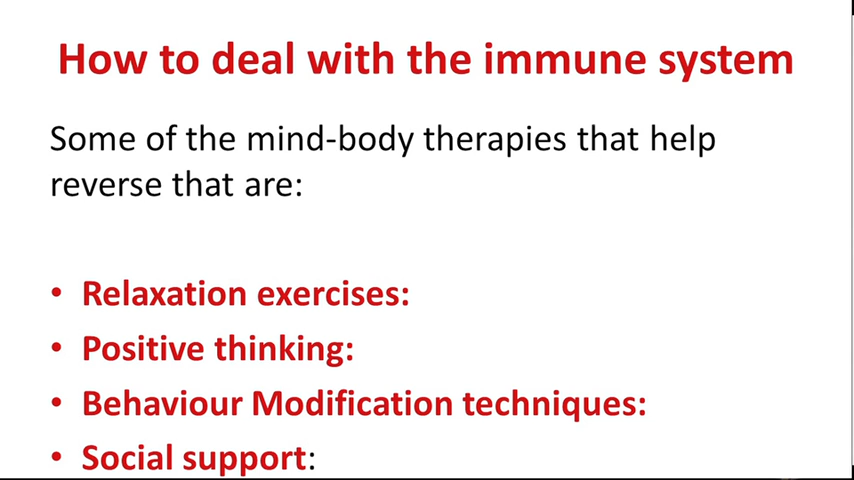 How to deal with the immune system
Some of the mind-body therapies that help
reverse that are:
• Relaxation exercises:
• Positive thinking:
• Behaviour Modification techniques:
• Social support: